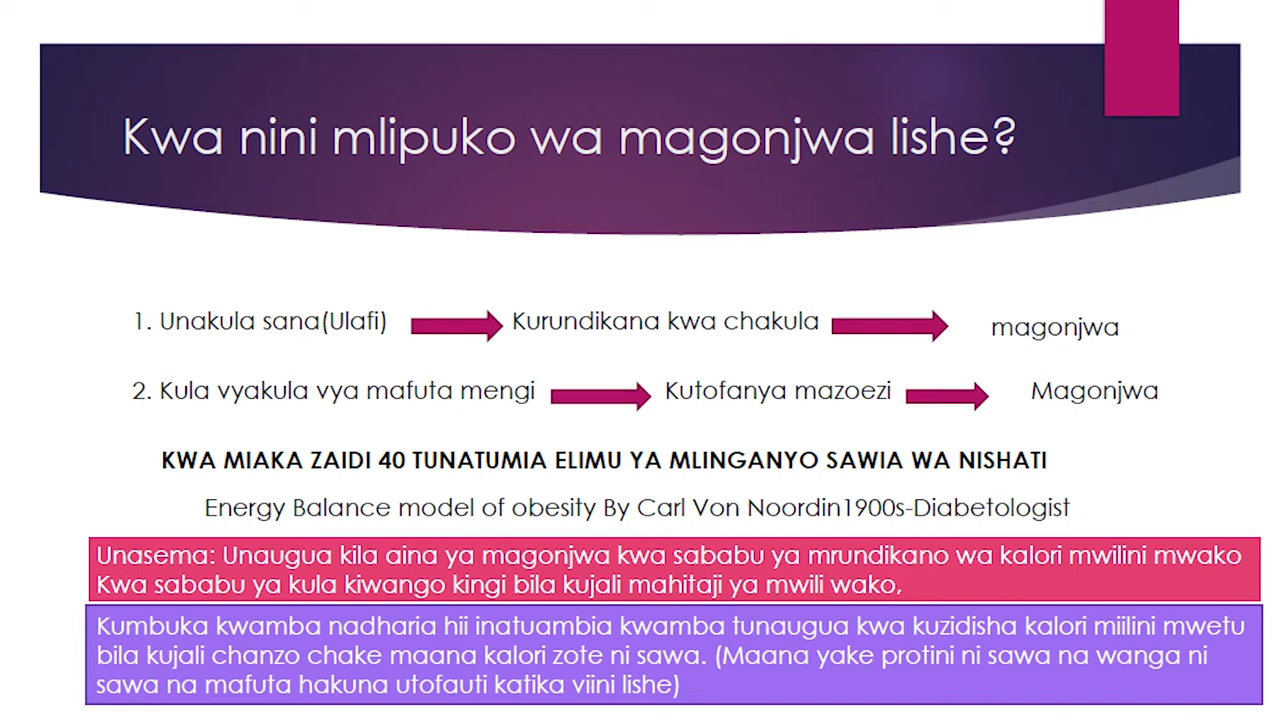 Kwa nini mlipuko wa magonjwa lishe?
1. Unakula sana(Ulafi) Kurundikana kwa chakula magonjwa
2. Kula vyakula vya mafuta mengi Kutofanya mazoezi Magonjwa
KWA MIAKA ZAIDI 40 TUNATUMIA ELIMU YA MLINGANYO SAWIA WA NISHATI
Energy Balance model of obesity By Carl Von Noordin1900s-Diabetologist
Unasema: Unaugua kila aina ya magonjwa kwa sababu ya mrundikano wa kalori mwilini mwako
Kwa sababu ya kula kiwango kingi bila kujali mahitaji ya mwili wako,
Kumbuka kwamba nadharia hii inatuambia kwamba tunaugua kwa kuzidisha kalori miilini mwetu
bila kujali chanzo chake maana kalori zote ni sawa. (Maana yake protini ni sawa na wanga ni
sawa na mafuta hakuna utofauti katika viini lishe)